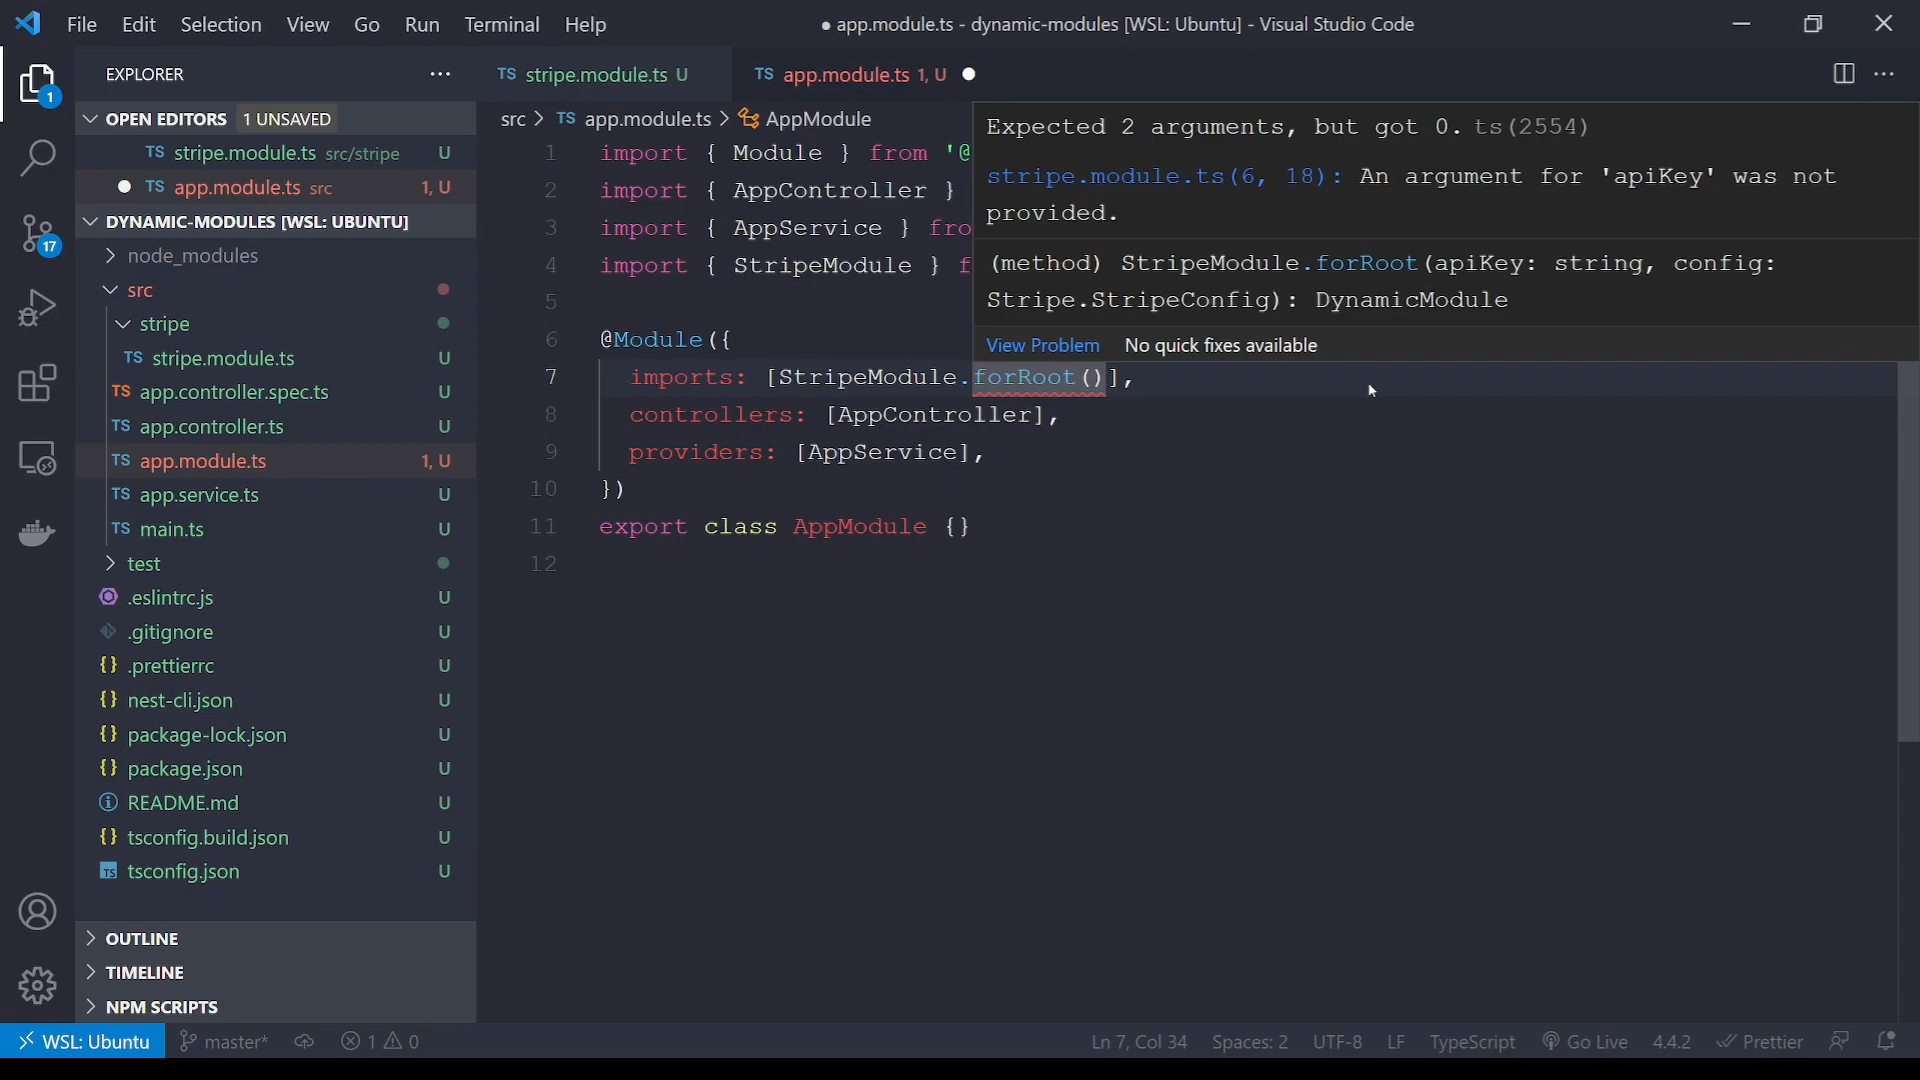 File Edit Selection View Go Run Terminal Help
● app.module.ts - dynamic-modules [WSL: Ubuntu] - Visual Studio Code
EXPLORER
TS stripe.module.ts U
TS app.module.ts 1, U
OPEN EDITORS 1 UNSAVED
TS stripe.module.ts src/stripe U
TS app.module.ts src 1, U
DYNAMIC-MODULES [WSL: UBUNTU]
node_modules
src
stripe
TS stripe.module.ts U
TS app.controller.spec.ts U
TS app.controller.ts U
TS app.module.ts 1, U
TS app.service.ts U
TS main.ts U
test
.eslintrc.js U
.gitignore U
{} .prettierrc U
{} nest-cli.json U
{} package-lock.json U
{} package.json U
README.md U
{} tsconfig.build.json U
TS tsconfig.json U
OUTLINE
TIMELINE
NPM SCRIPTS
1
17
src > TS app.module.ts > AppModule
1 import { Module } from '@
2 import { AppController }
3 import { AppService } fro
4 import { StripeModule } f
5
6 @Module({
7 imports: [StripeModule.forRoot()],
8 controllers: [AppController],
9 providers: [AppService],
10 })
11 export class AppModule {}
12
Expected 2 arguments, but got 0. ts(2554)
stripe.module.ts(6, 18): An argument for 'apiKey' was not
provided.
(method) StripeModule.forRoot(apiKey: string, config:
Stripe.StripeConfig): DynamicModule
View Problem No quick fixes available
WSL: Ubuntu master* 1 0
Ln 7, Col 34 Spaces: 2 UTF-8 LF TypeScript Go Live 4.4.2 Prettier